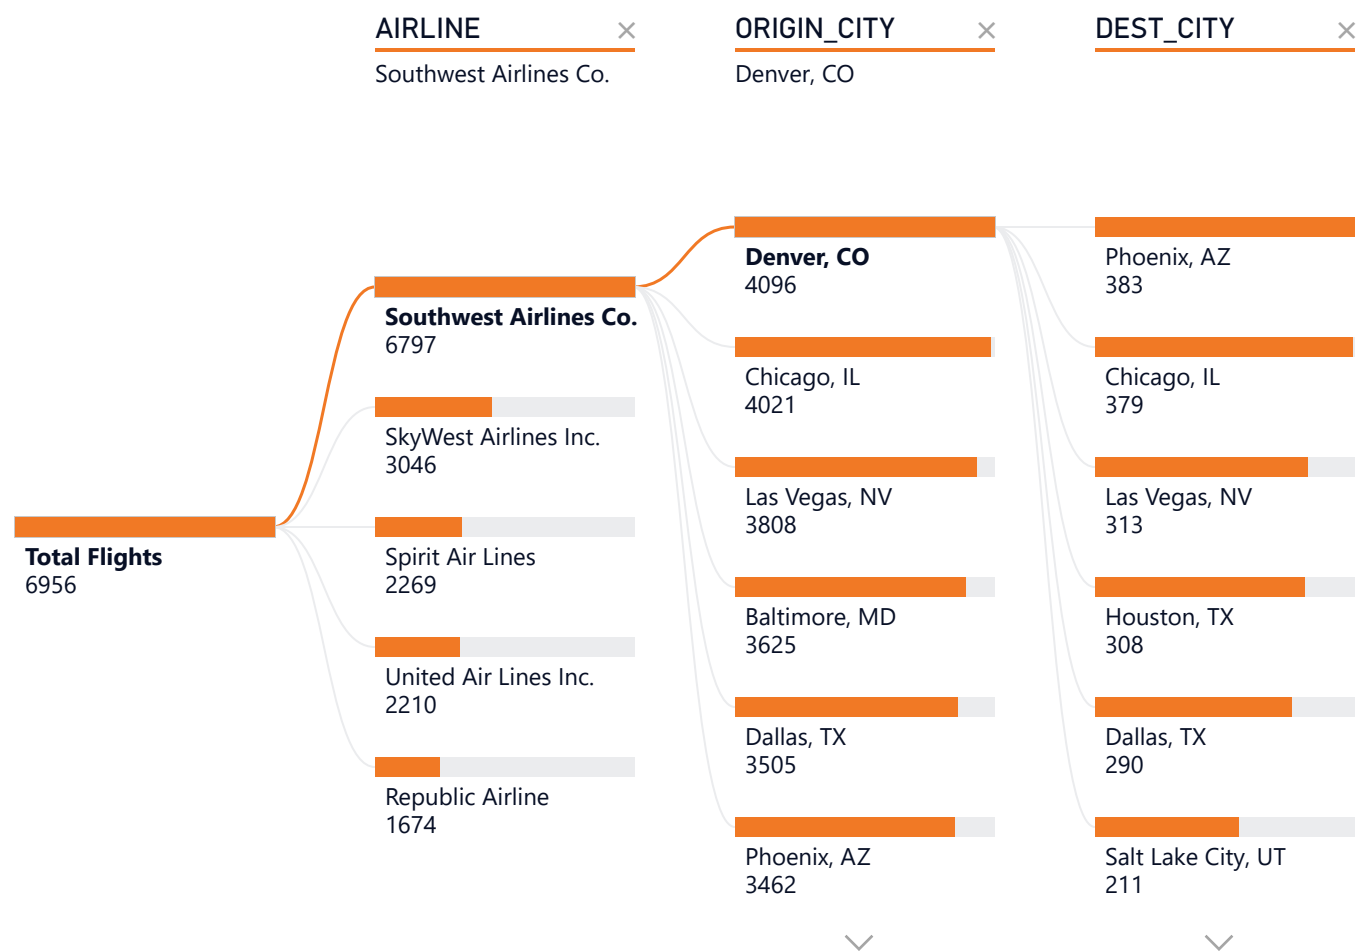 AIRLINE
Southwest Airlines Co.
ORIGIN_CITY
Denver, CO
DEST_CITY
Total Flights
6956
Southwest Airlines Co.
6797
SkyWest Airlines Inc.
3046
Spirit Air Lines
2269
United Air Lines Inc.
2210
Republic Airline
1674
Denver, CO
4096
Chicago, IL
4021
Las Vegas, NV
3808
Baltimore, MD
3625
Dallas, TX
3505
Phoenix, AZ
3462
Phoenix, AZ
383
Chicago, IL
379
Las Vegas, NV
313
Houston, TX
308
Dallas, TX
290
Salt Lake City, UT
211